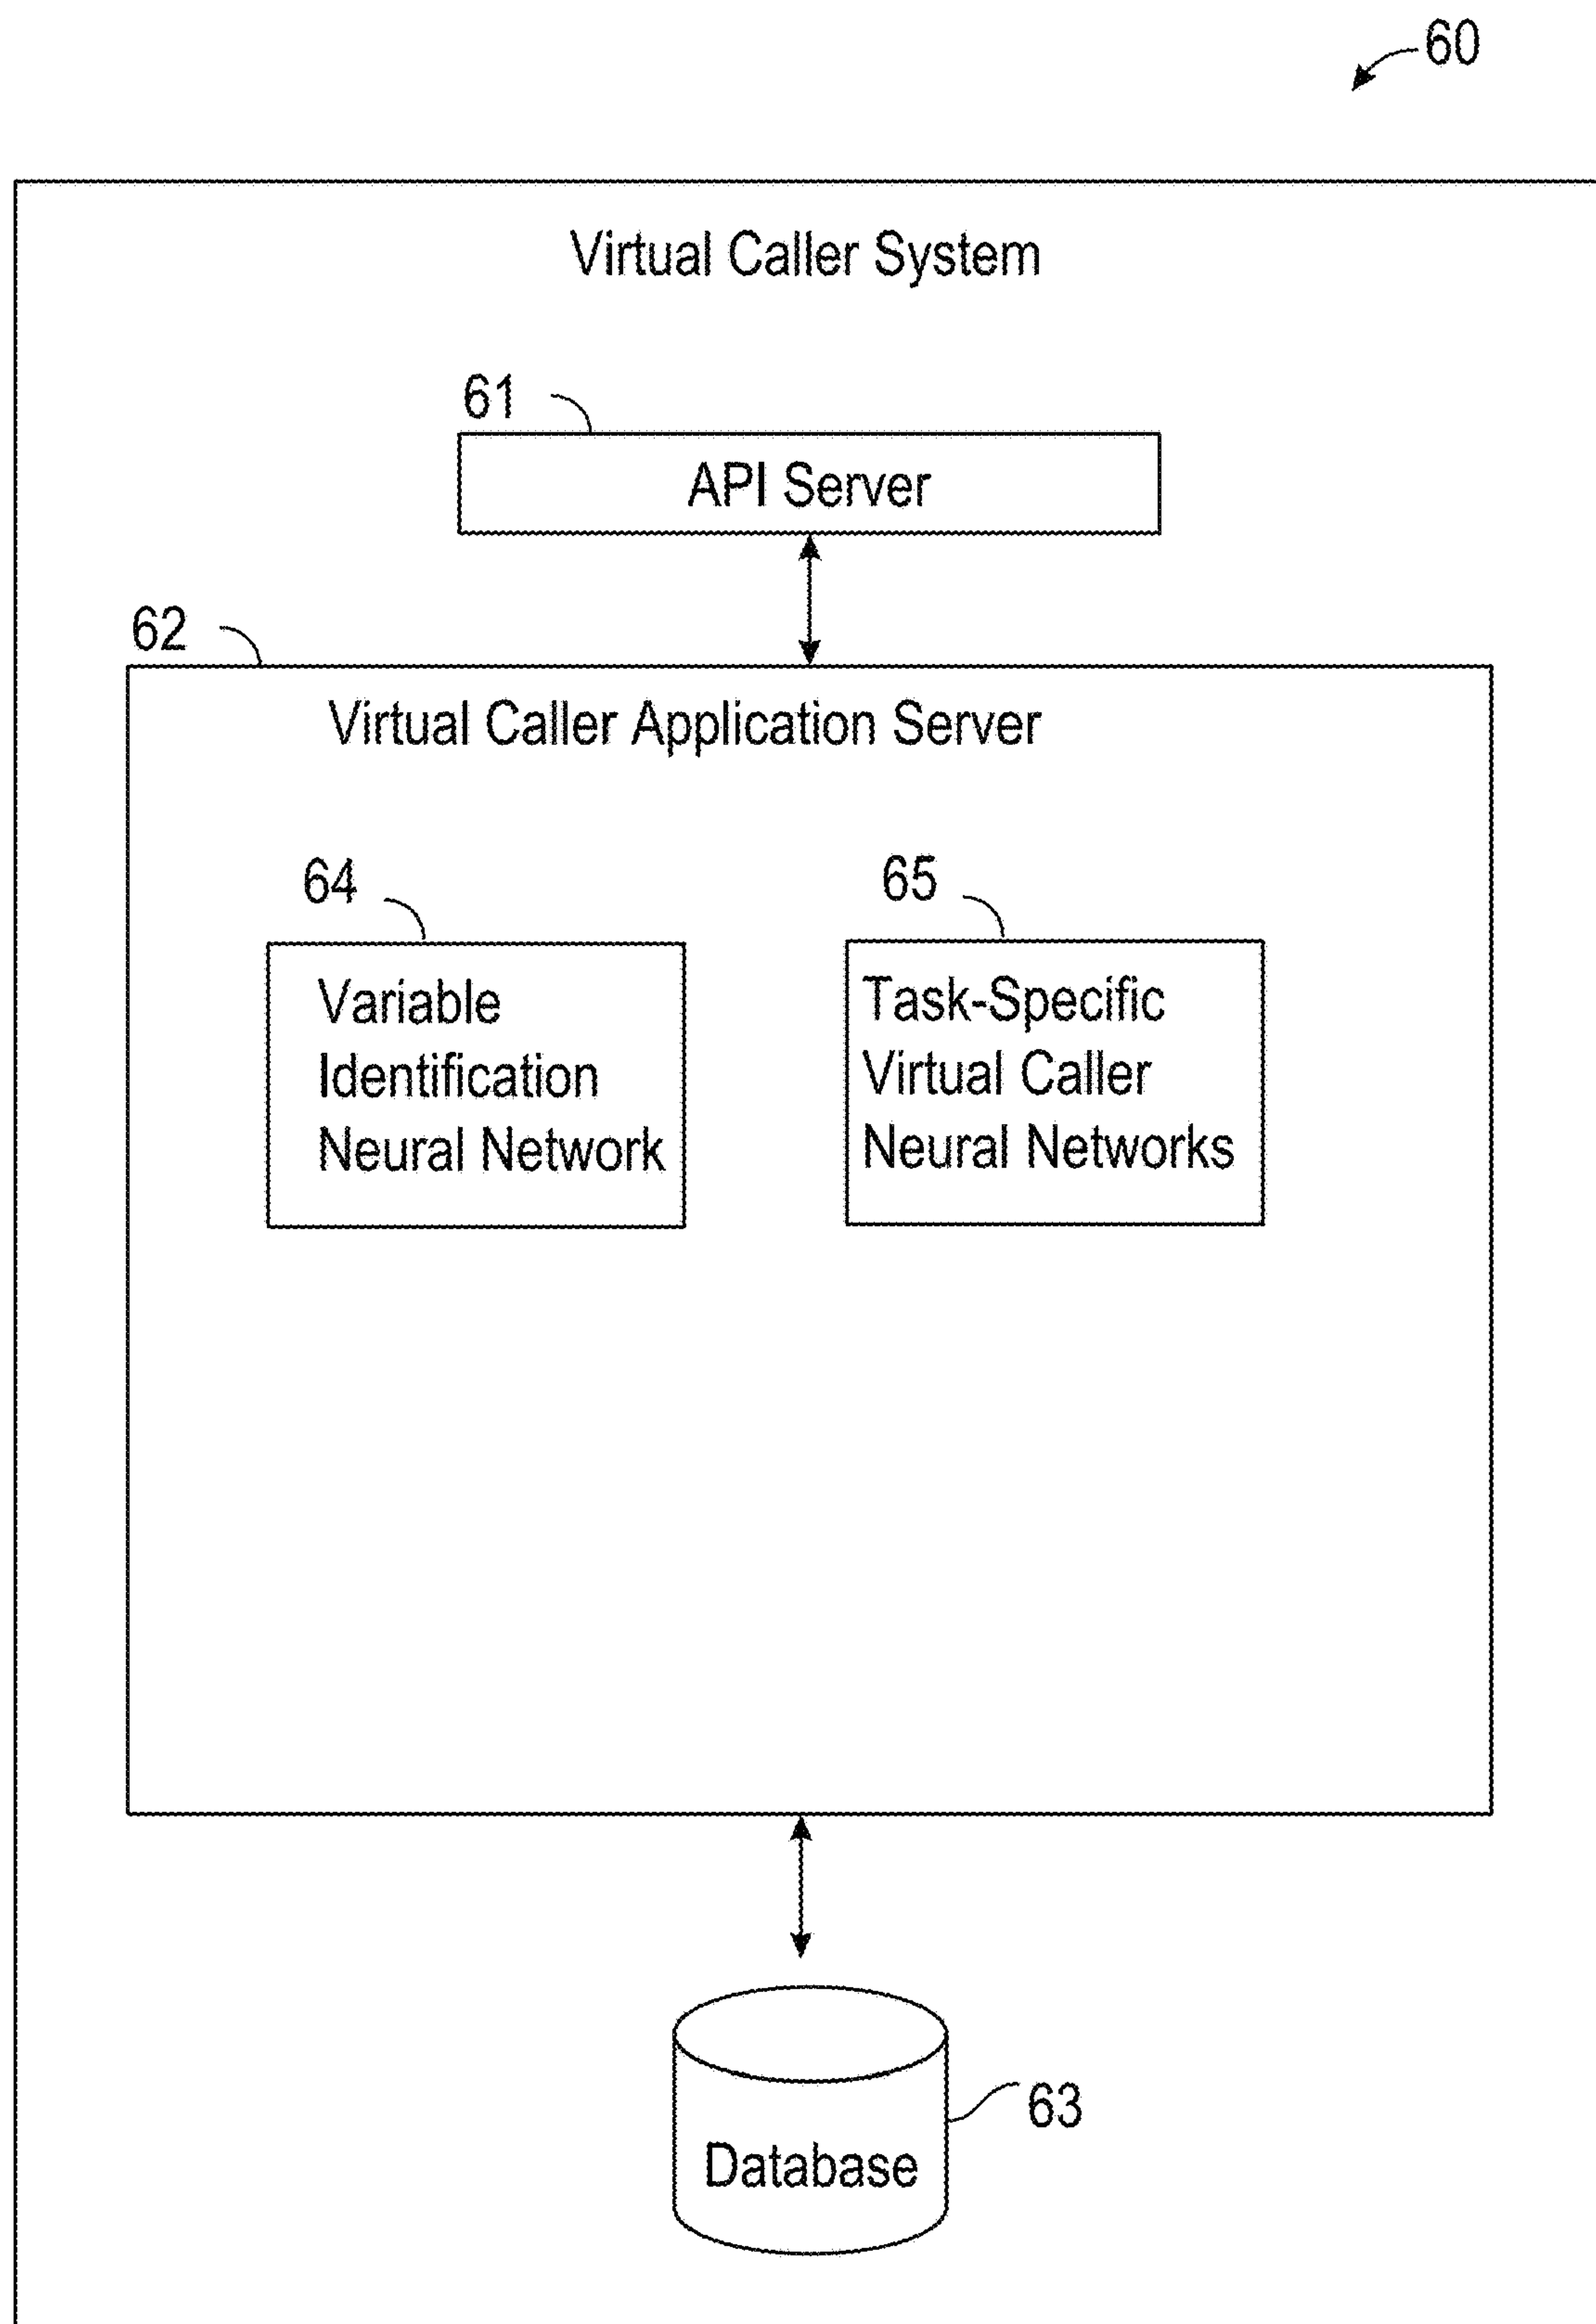 60
Virtual Caller System
61
API Server
62
Virtual Caller Application Server
64
Variable
Identification
Neural Network
65
Task-Specific
Virtual Caller
Neural Networks
63
Database